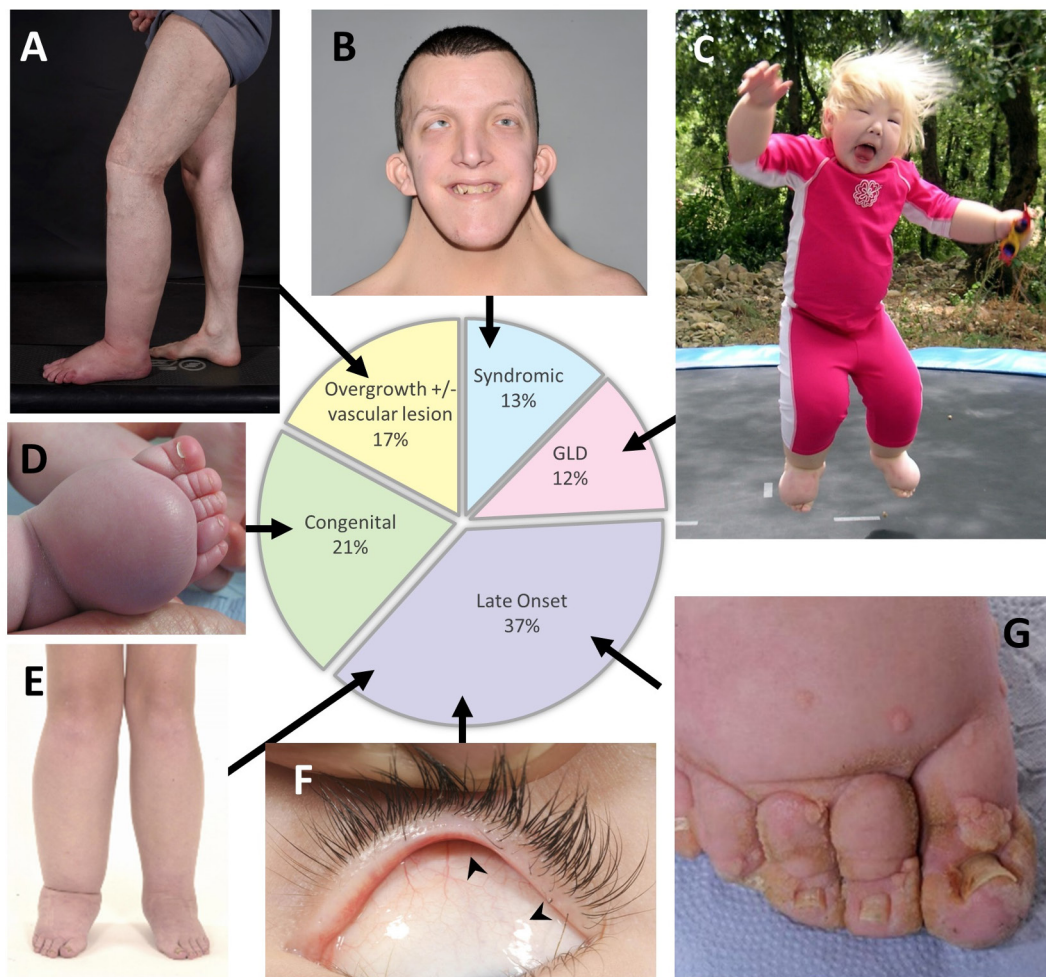 A
B
C
Overgrowth +/-
vascular lesion
17%
Syndromic
13%
GLD
12%
D
Congenital
21%
Late Onset
37%
E
F
G